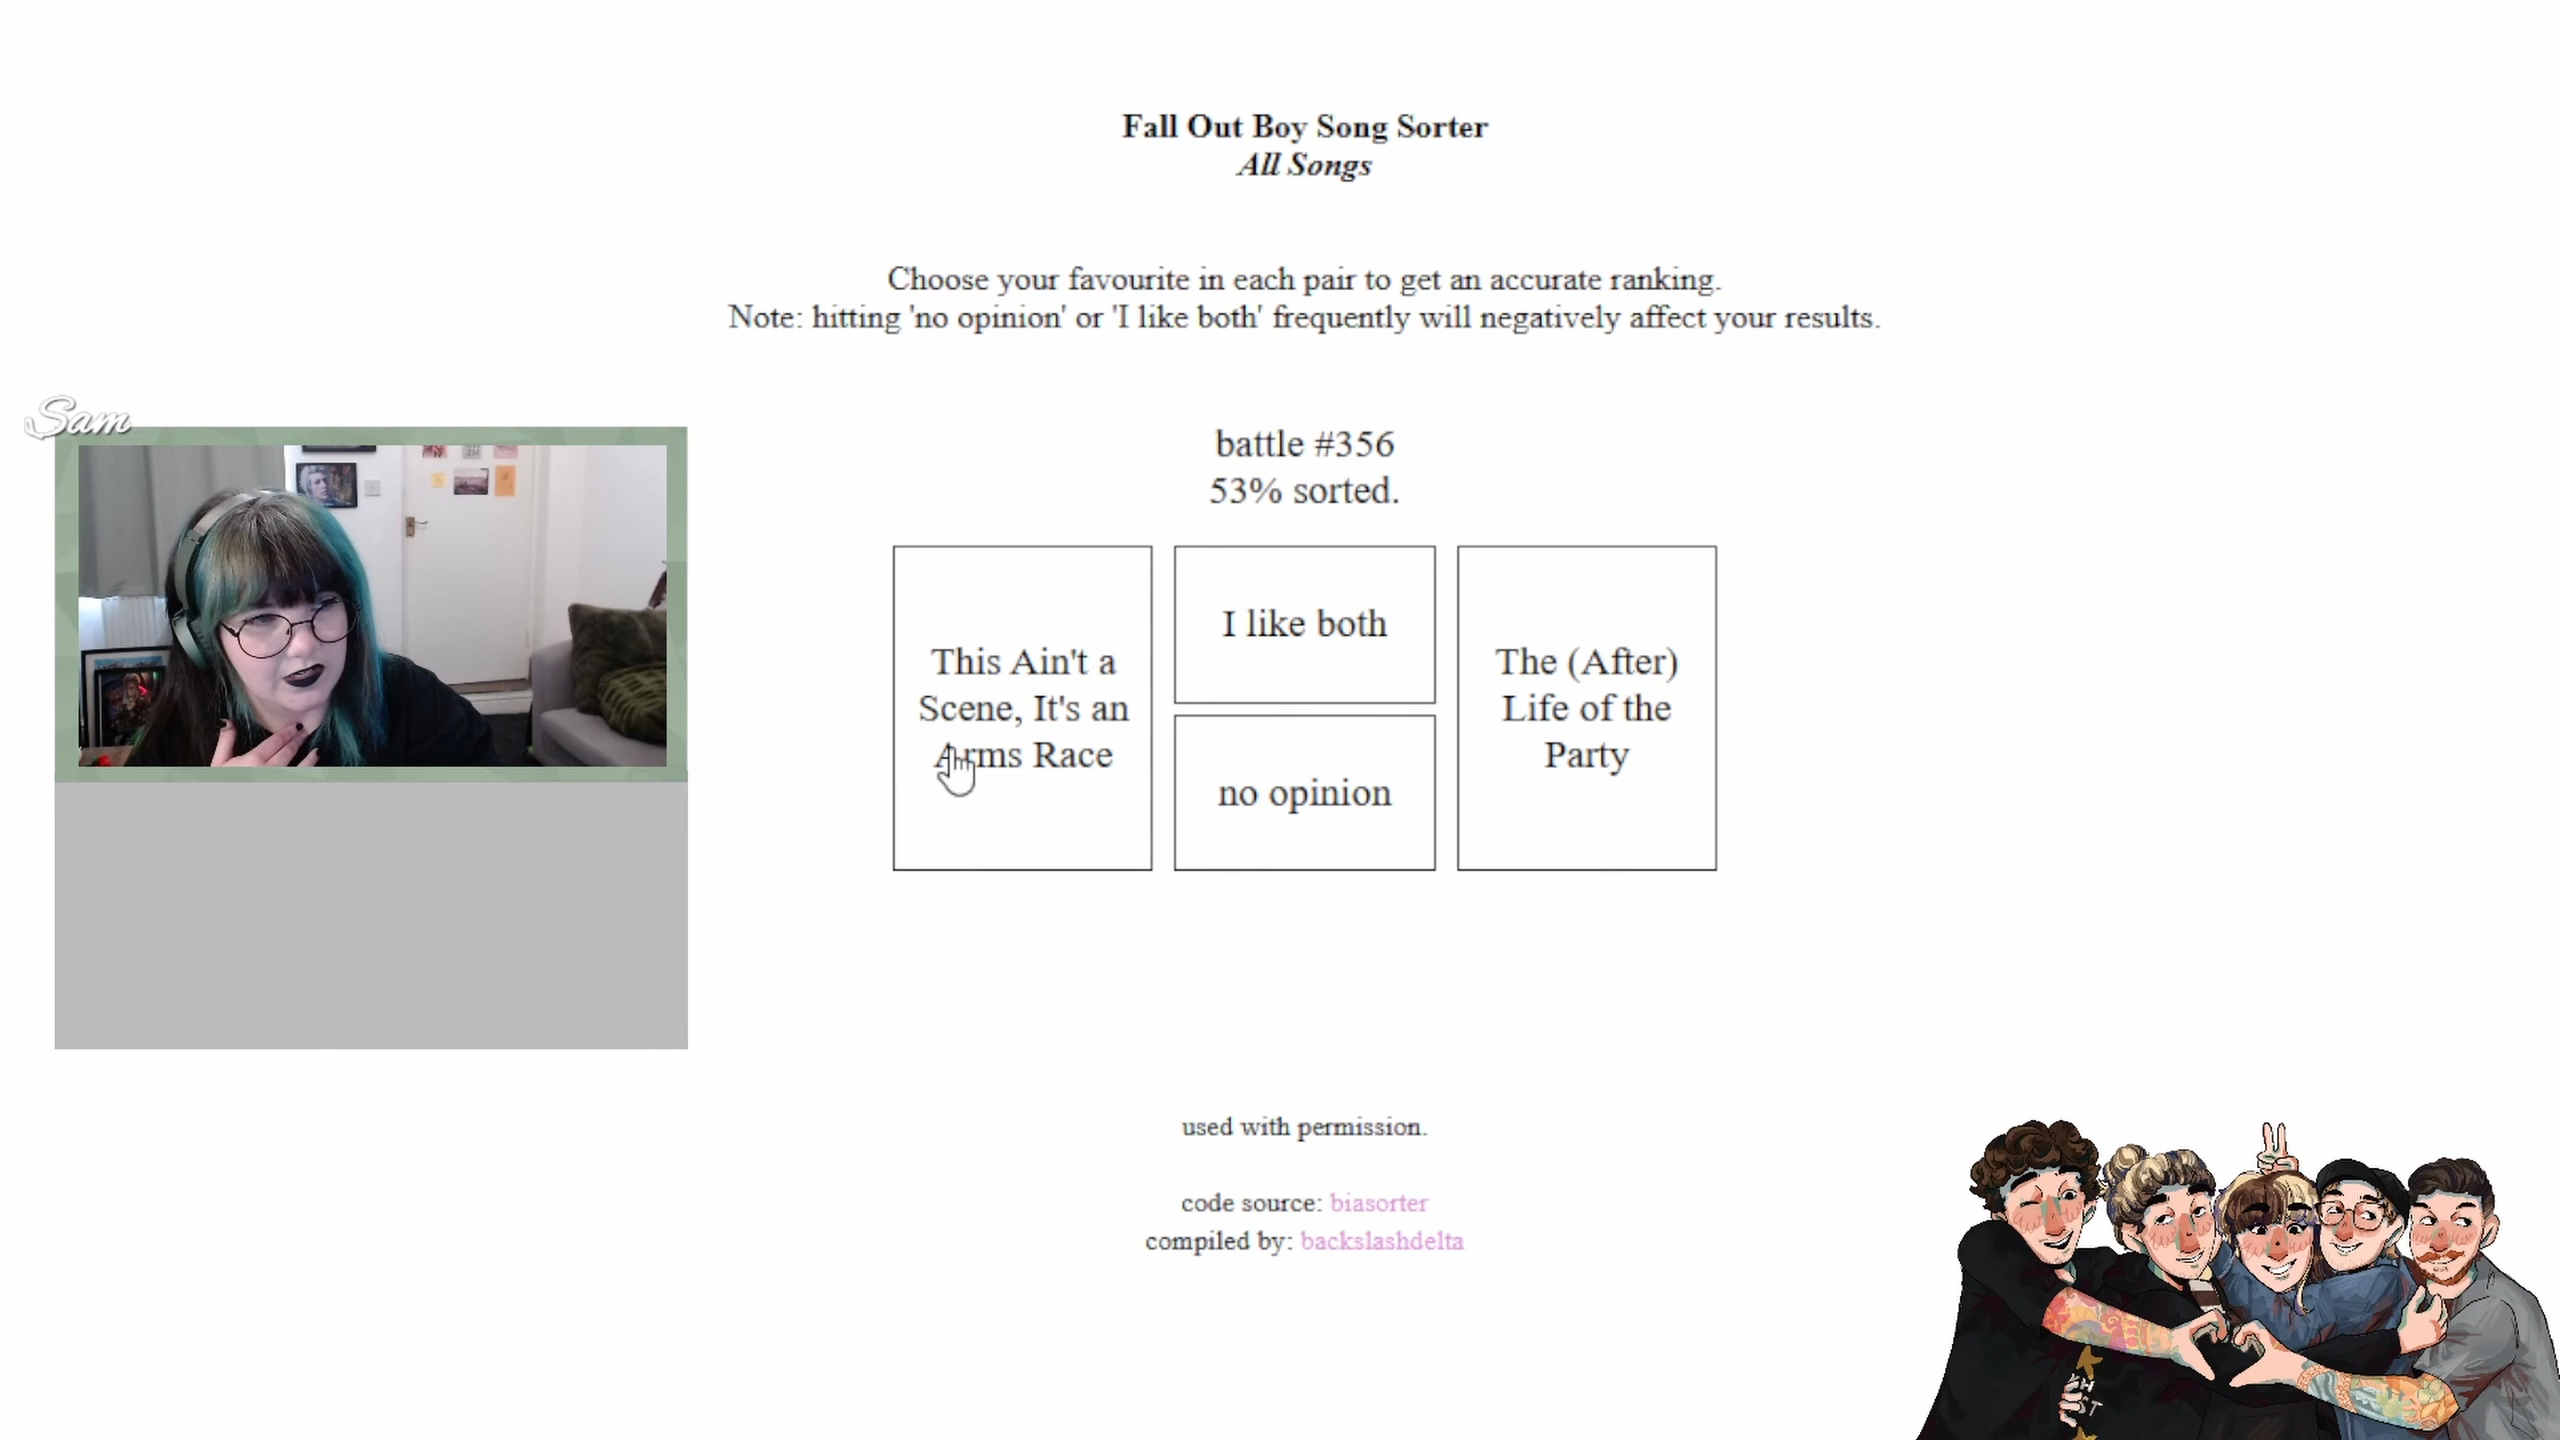 Fall Out Boy Song Sorter
All Songs
Choose your favourite in each pair to get an accurate ranking.
Note: hitting 'no opinion' or 'I like both' frequently will negatively affect your results.
Sam
battle #356
53% sorted.
This Ain't a
Scene, It's an
Arms Race
I like both
no opinion
The (After)
Life of the
Party
used with permission.
code source: biasorter
compiled by: backslashdelta